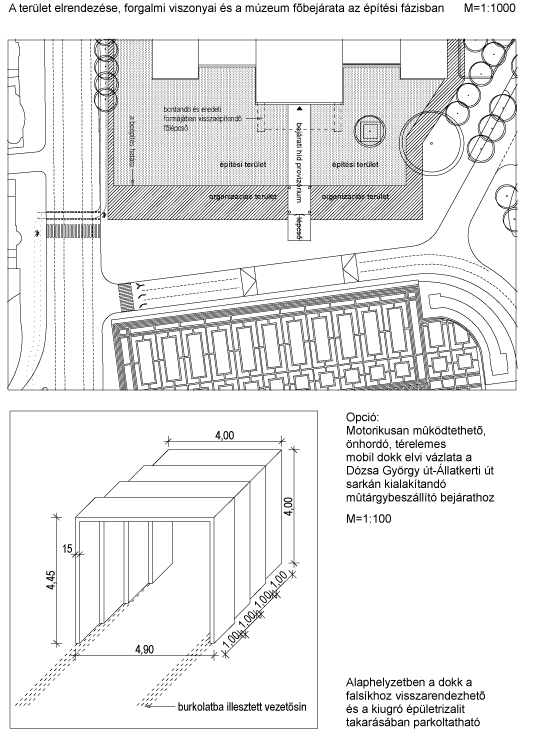 A terület elrendezése, forgalmi viszonyai és a múzeum főbejárata az építési fázisban M=1:1000
bontandó és eredeti
formájában visszaépítendő
főlépcső
bejárati híd provizórium
építési terület
építési terület
organizációs terület
organizációs terület
lépcső
4,00
4,00
15
4,45
1,00
1,00
1,00
1,00
4,90
burkolatba illesztett vezetősin
Opció:
Motorikusan működtethető,
önhordó, térelemes
mobil dokk elvi vázlata a
Dózsa György út-Állatkerti út
sarkán kialakítandó
műtárgybeszállító bejárathoz
M=1:100
Alaphelyzetben a dokk a
falsíkhoz visszarendezhető
és a kiugró épületrizalit
takarásában parkoltatható